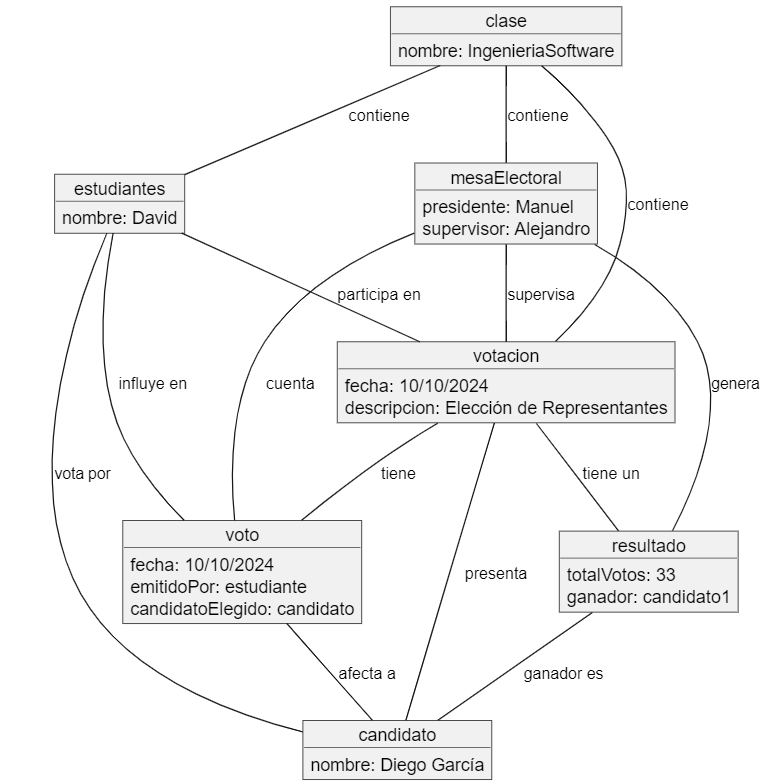 clase
nombre: IngenieriaSoftware
contiene
contiene
estudiantes
nombre: David
mesaElectoral
presidente: Manuel
supervisor: Alejandro
contiene
participa en
supervisa
votacion
fecha: 10/10/2024
descripcion: Elección de Representantes
influye en
cuenta
genera
vota por
tiene
tiene un
voto
fecha: 10/10/2024
emitidoPor: estudiante
candidatoElegido: candidato
resultado
totalVotos: 33
ganador: candidato1
presenta
afecta a
ganador es
candidato
nombre: Diego García